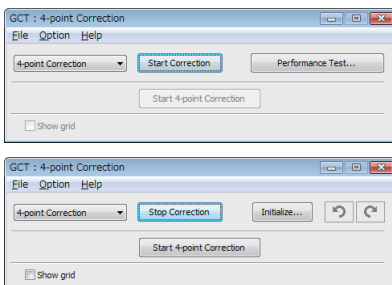 GCT : 4-point Correction
File Option Help
4-point Correction Start Correction Performance Test...
Start 4-point Correction
Show grid
GCT : 4-point Correction
File Option Help
4-point Correction Stop Correction Initialize...
Start 4-point Correction
Show grid